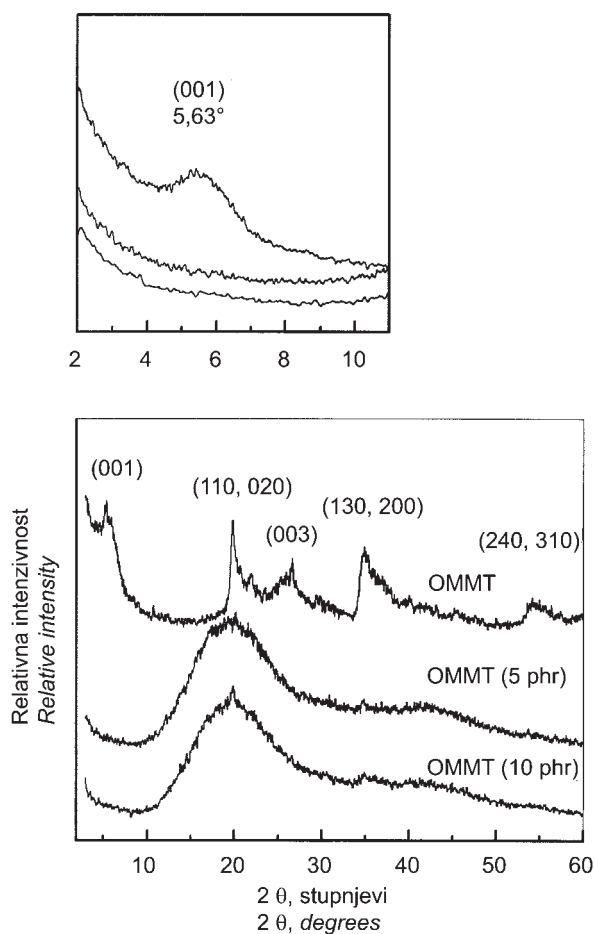 (001)
5,63°
2 4 6 8 10
(001)
(110, 020)
(003)
(130, 200)
(240, 310)
OMMT
OMMT (5 phr)
OMMT (10 phr)
Relativna intenzivnost
Relative intensity
10 20 30 40 50 60
2 θ, stupnjevi
2 θ, degrees